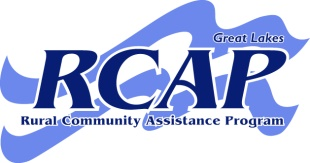 Great Lakes
RCAP
Rural Community Assistance Program